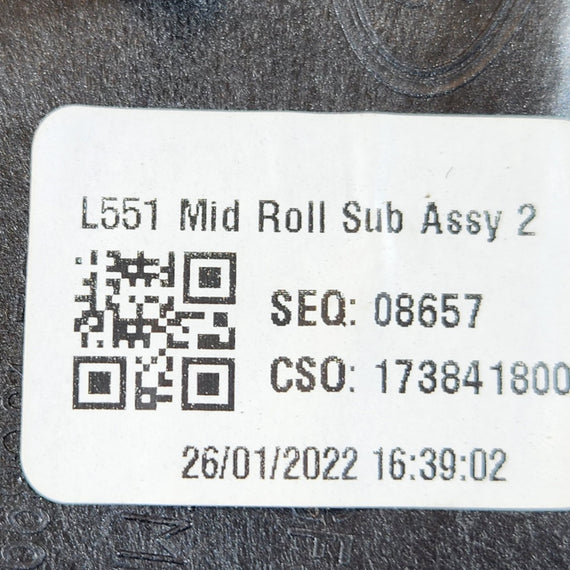 L551 Mid Roll Sub Assy 2
SEQ: 08657
CSO: 173841800
26/01/2022 16:39:02